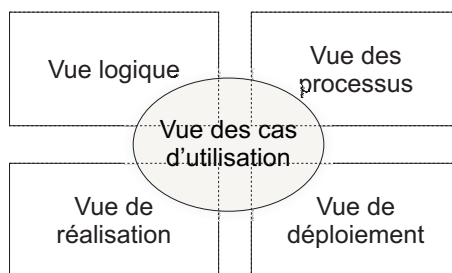 Vue logique
Vue des
processus
Vue des cas
d’utilisation
Vue de
réalisation
Vue de
déploiement